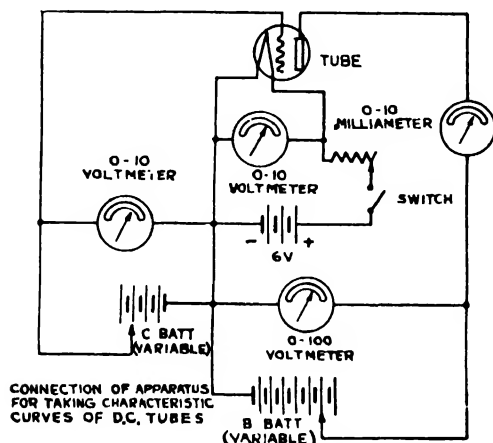 TUBE
0-10
MILLIAMETER
0-10
VOLTMETER
0-10
VOLTMETER
SWITCH
- +
6V
C BATT
(VARIABLE)
0-100
VOLTMETER
CONNECTION OF APPARATUS
FOR TAKING CHARACTERISTIC
CURVES OF D.C. TUBES
B BATT
(VARIABLE)